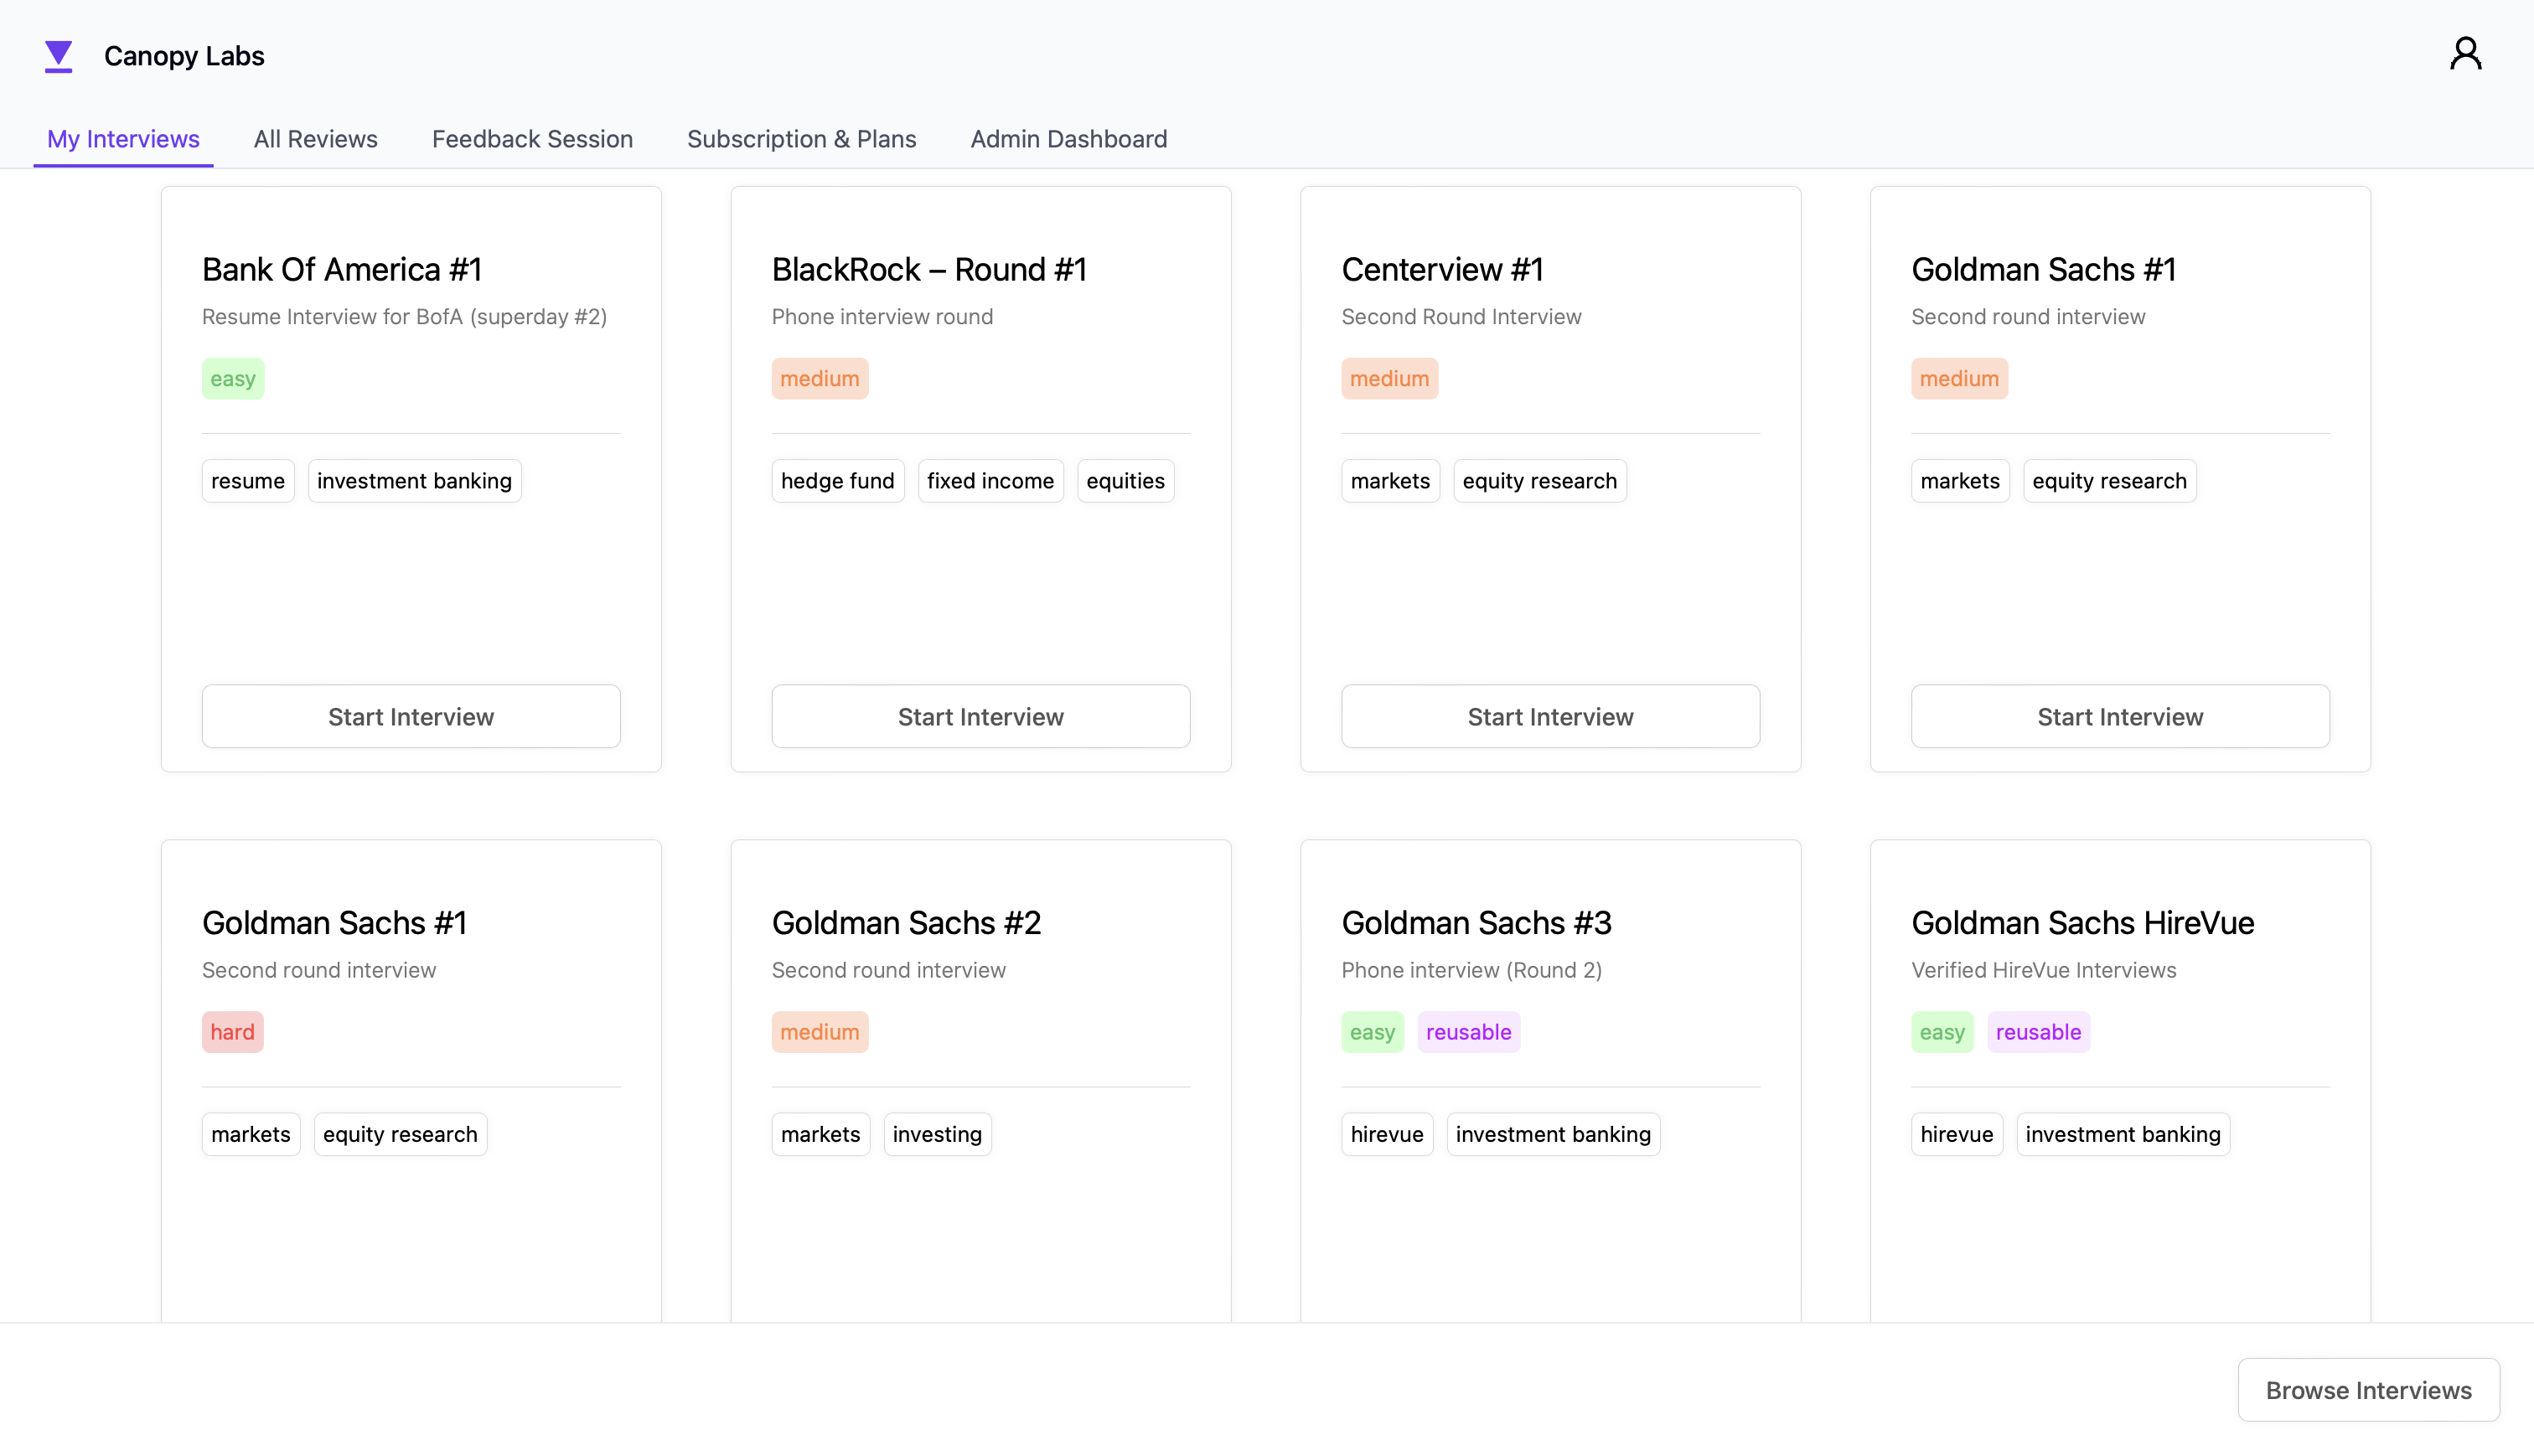 Canopy Labs
My Interviews
All Reviews
Feedback Session
Subscription & Plans
Admin Dashboard
Bank Of America #1
Resume Interview for BofA (superday #2)
easy
resume
investment banking
Start Interview
BlackRock – Round #1
Phone interview round
medium
hedge fund
fixed income
equities
Start Interview
Centerview #1
Second Round Interview
medium
markets
equity research
Start Interview
Goldman Sachs #1
Second round interview
medium
markets
equity research
Start Interview
Goldman Sachs #1
Second round interview
hard
markets
equity research
Goldman Sachs #2
Second round interview
medium
markets
investing
Goldman Sachs #3
Phone interview (Round 2)
easy
reusable
hirevue
investment banking
Goldman Sachs HireVue
Verified HireVue Interviews
easy
reusable
hirevue
investment banking
Browse Interviews